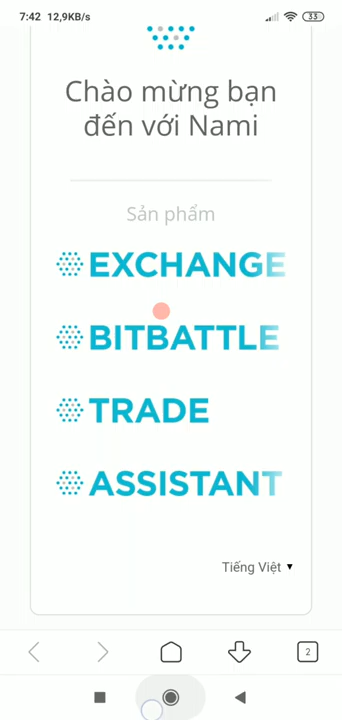 7:42 12,9KB/s 33
Chào mừng bạn
đến với Nami
Sản phẩm
EXCHANGE
BITBATTLE
TRADE
ASSISTANT
Tiếng Việt ▼
2